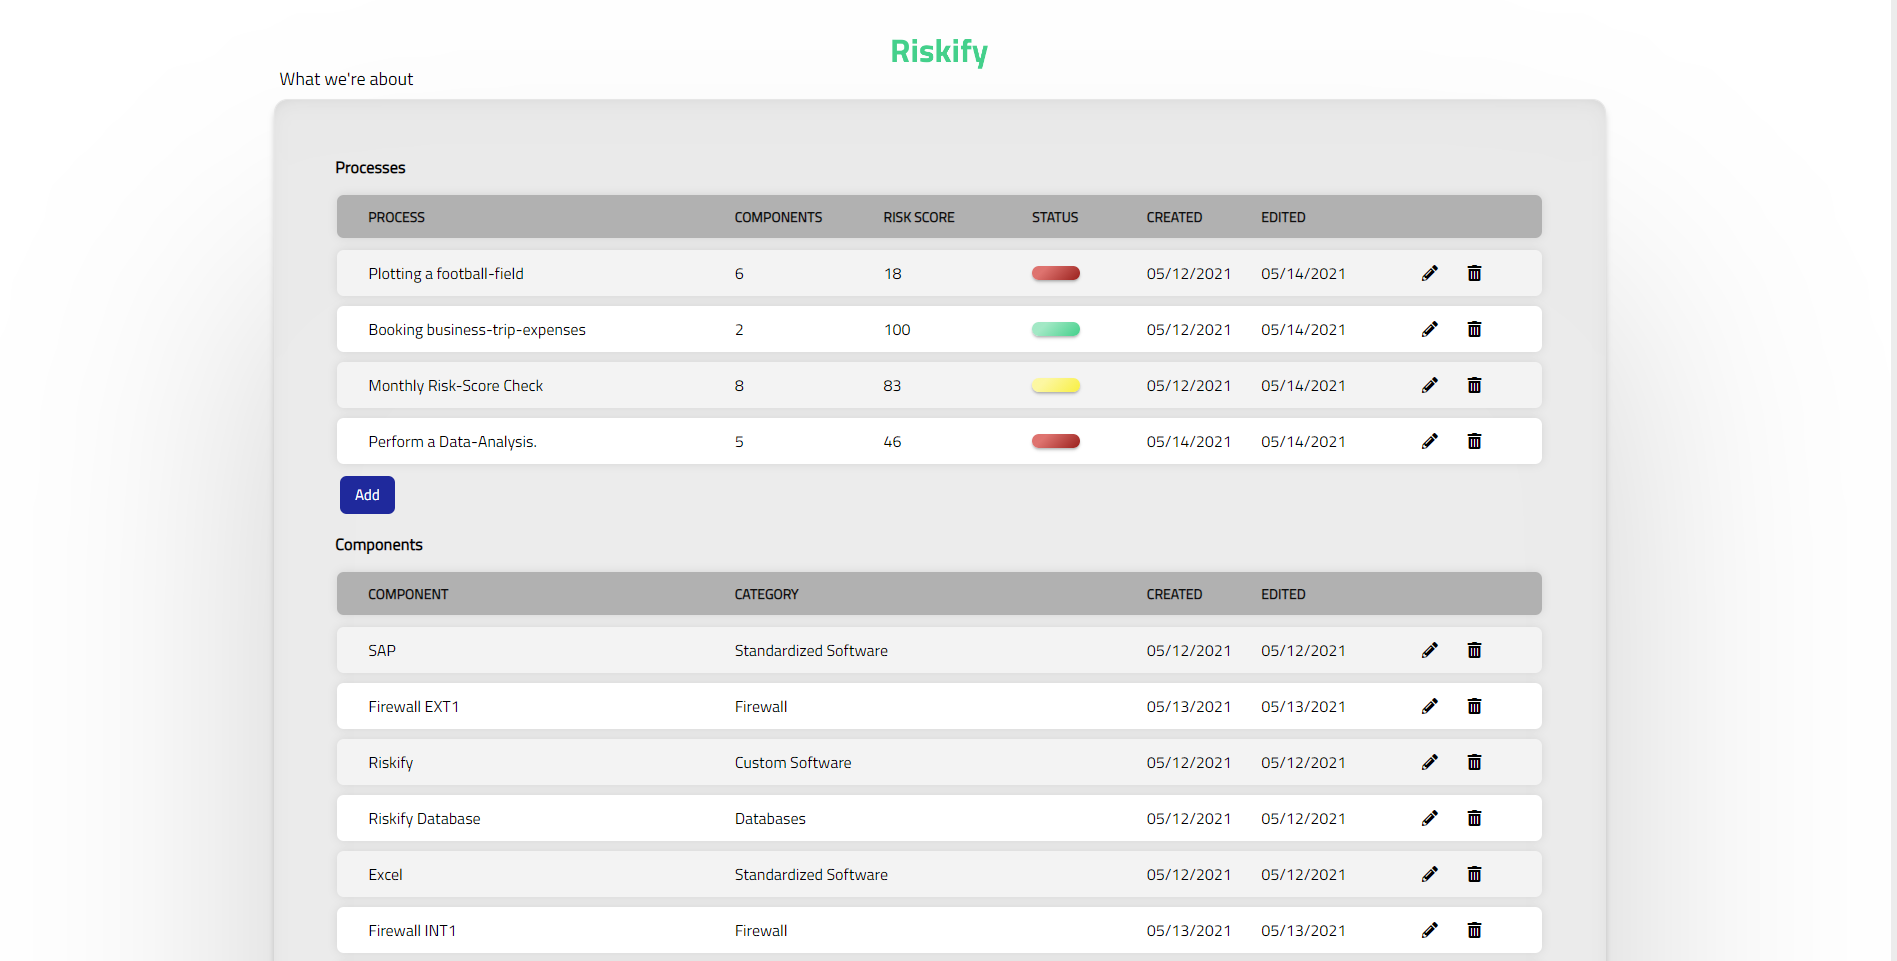 Riskify
What we're about
Processes
PROCESS COMPONENTS RISK SCORE STATUS CREATED EDITED
Plotting a football-field 6 18 05/12/2021 05/14/2021
Booking business-trip-expenses 2 100 05/12/2021 05/14/2021
Monthly Risk-Score Check 8 83 05/12/2021 05/14/2021
Perform a Data-Analysis. 5 46 05/14/2021 05/14/2021
Add
Components
COMPONENT CATEGORY CREATED EDITED
SAP Standardized Software 05/12/2021 05/12/2021
Firewall EXT1 Firewall 05/13/2021 05/13/2021
Riskify Custom Software 05/12/2021 05/12/2021
Riskify Database Databases 05/12/2021 05/12/2021
Excel Standardized Software 05/12/2021 05/12/2021
Firewall INT1 Firewall 05/13/2021 05/13/2021